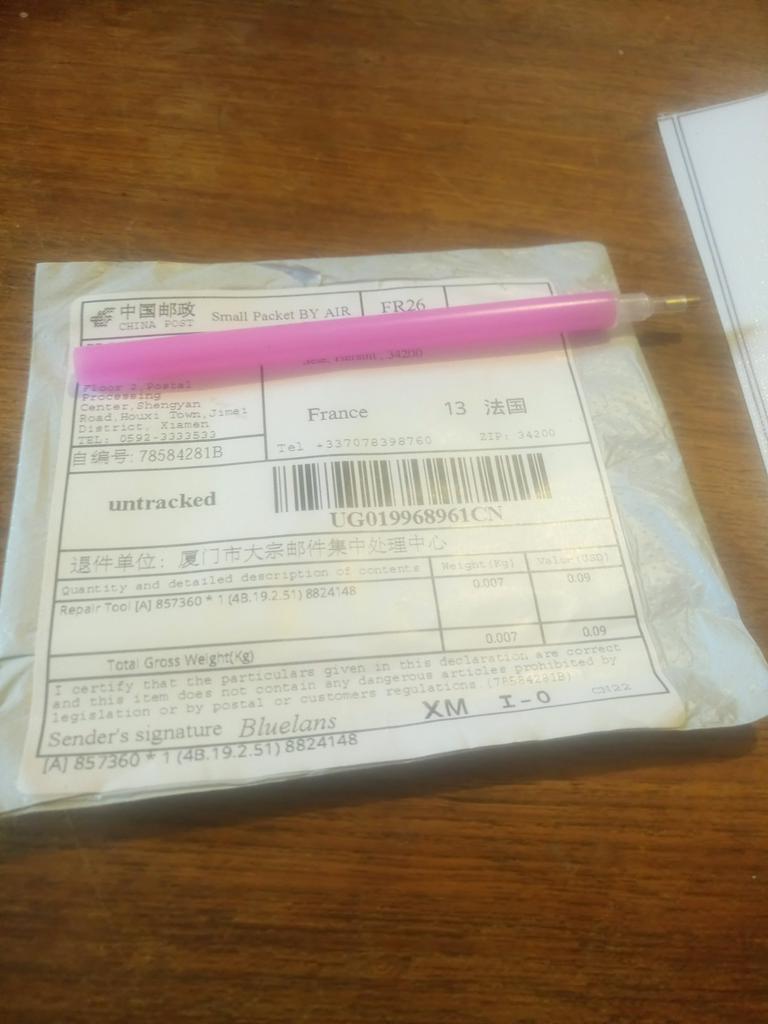 中国邮政
CHINA POST
Small Packet BY AIR
FR26
34200
Floor 2,Postal
Processing
Center,Shengyan
Road,Houxi Town,Jimei
District, Xiamen
TEL: 0592-3333533
France 13 法国
Tel +337078398760 ZIP: 34200
自编号: 78584281B
untracked
UG019968961CN
退件单位: 厦门市大宗邮件集中处理中心
Quantity and detailed description of contents Weight(Kg) Value(USD)
Repair Tool [A] 857360 * 1 (4B.19.2.51) 8824148 0.007 0.09
Total Gross Weight(Kg) 0.007 0.09
I certify that the particulars given in this declaration are correct
and this item does not contain any dangerous articles prohibited by
legislation or by postal or customers regulations.(78584281B)
Sender's signature Bluelans XM I-O CJ122
[A] 857360 * 1 (4B.19.2.51) 8824148